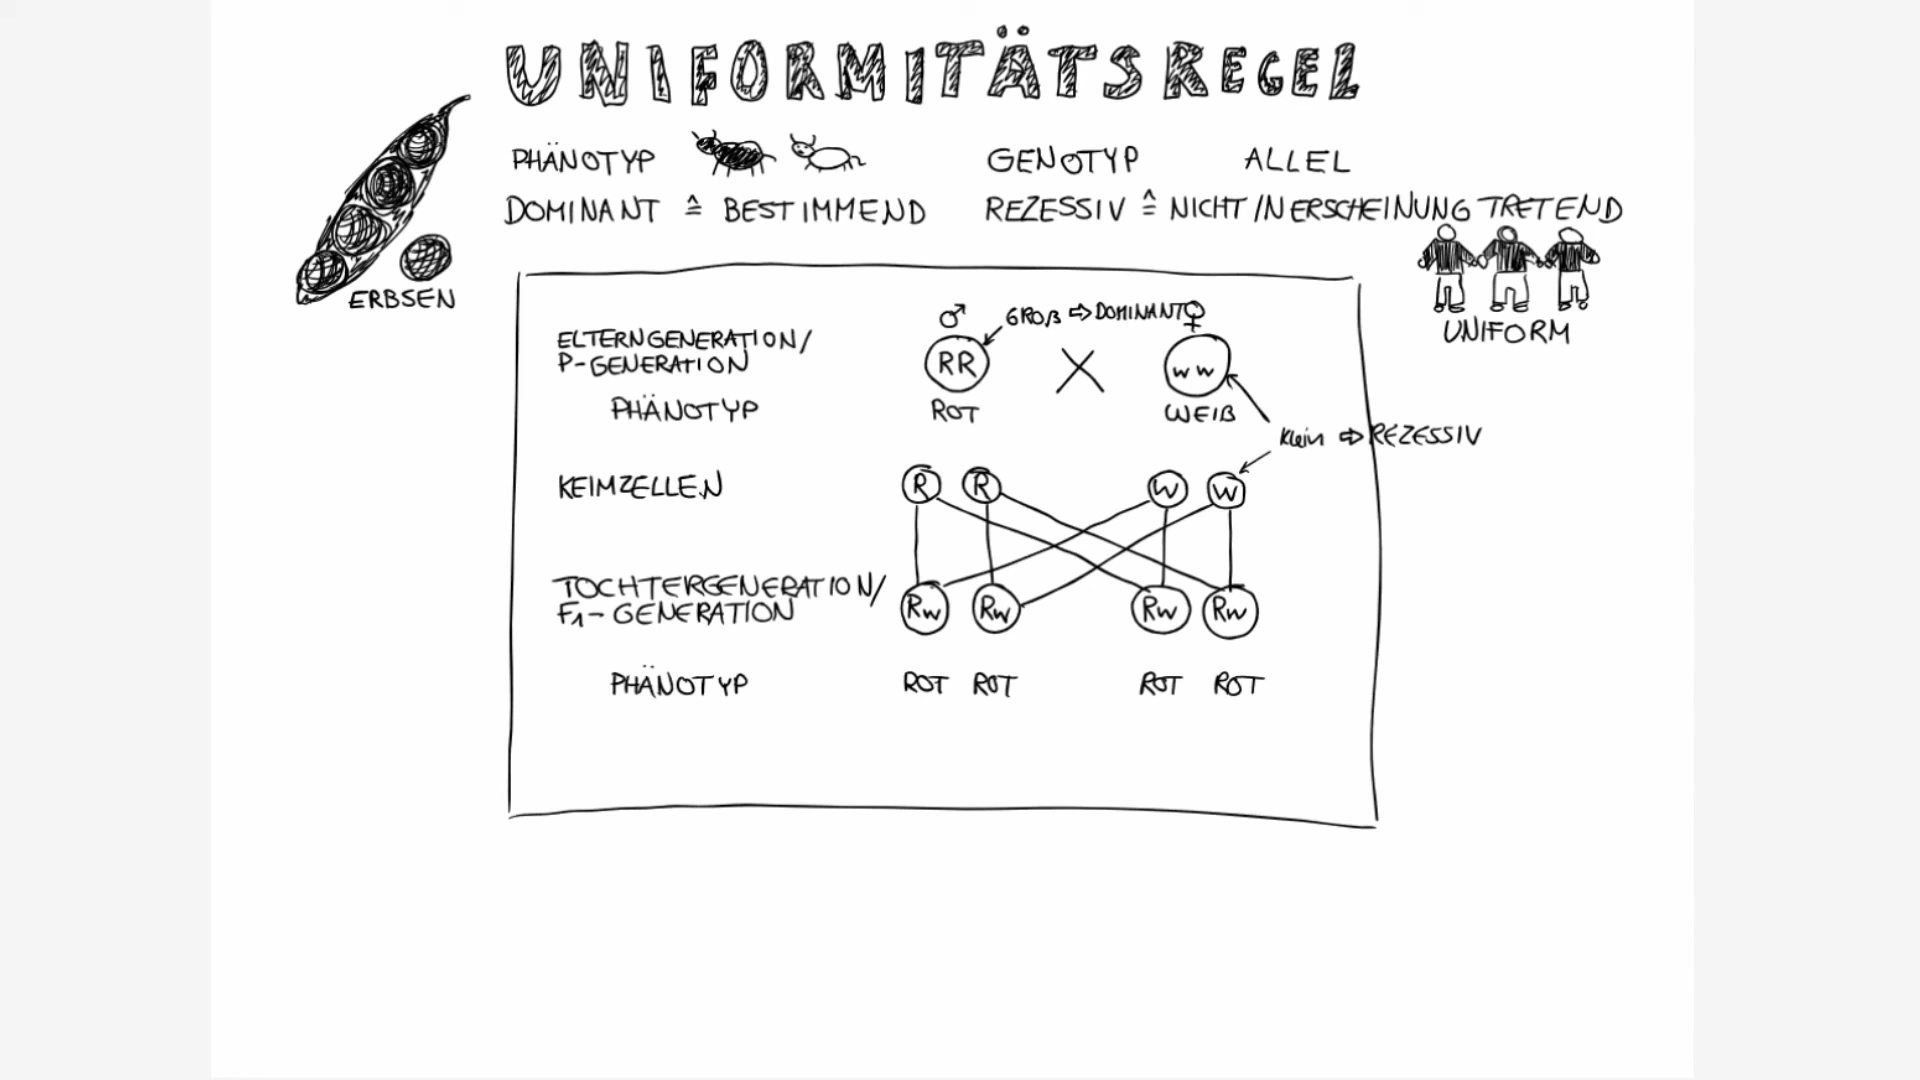 UNIFORMITÄTSREGEL
PHÄNOTYP GENOTYP ALLEL
DOMINANT ≙ BESTIMMEND REZESSIV ≙ NICHT IN ERSCHEINUNG TRETEND
ERBSEN
UNIFORM
♂ GROß ⇨ DOMINANT ♀
ELTERNGENERATION/
P-GENERATION
RR X ww
PHÄNOTYP ROT WEIß
Klein ⇨ REZESSIV
KEIMZELLEN R R W W
TOCHTERGENERATION/
F1-GENERATION
Rw Rw Rw Rw
PHÄNOTYP ROT ROT ROT ROT